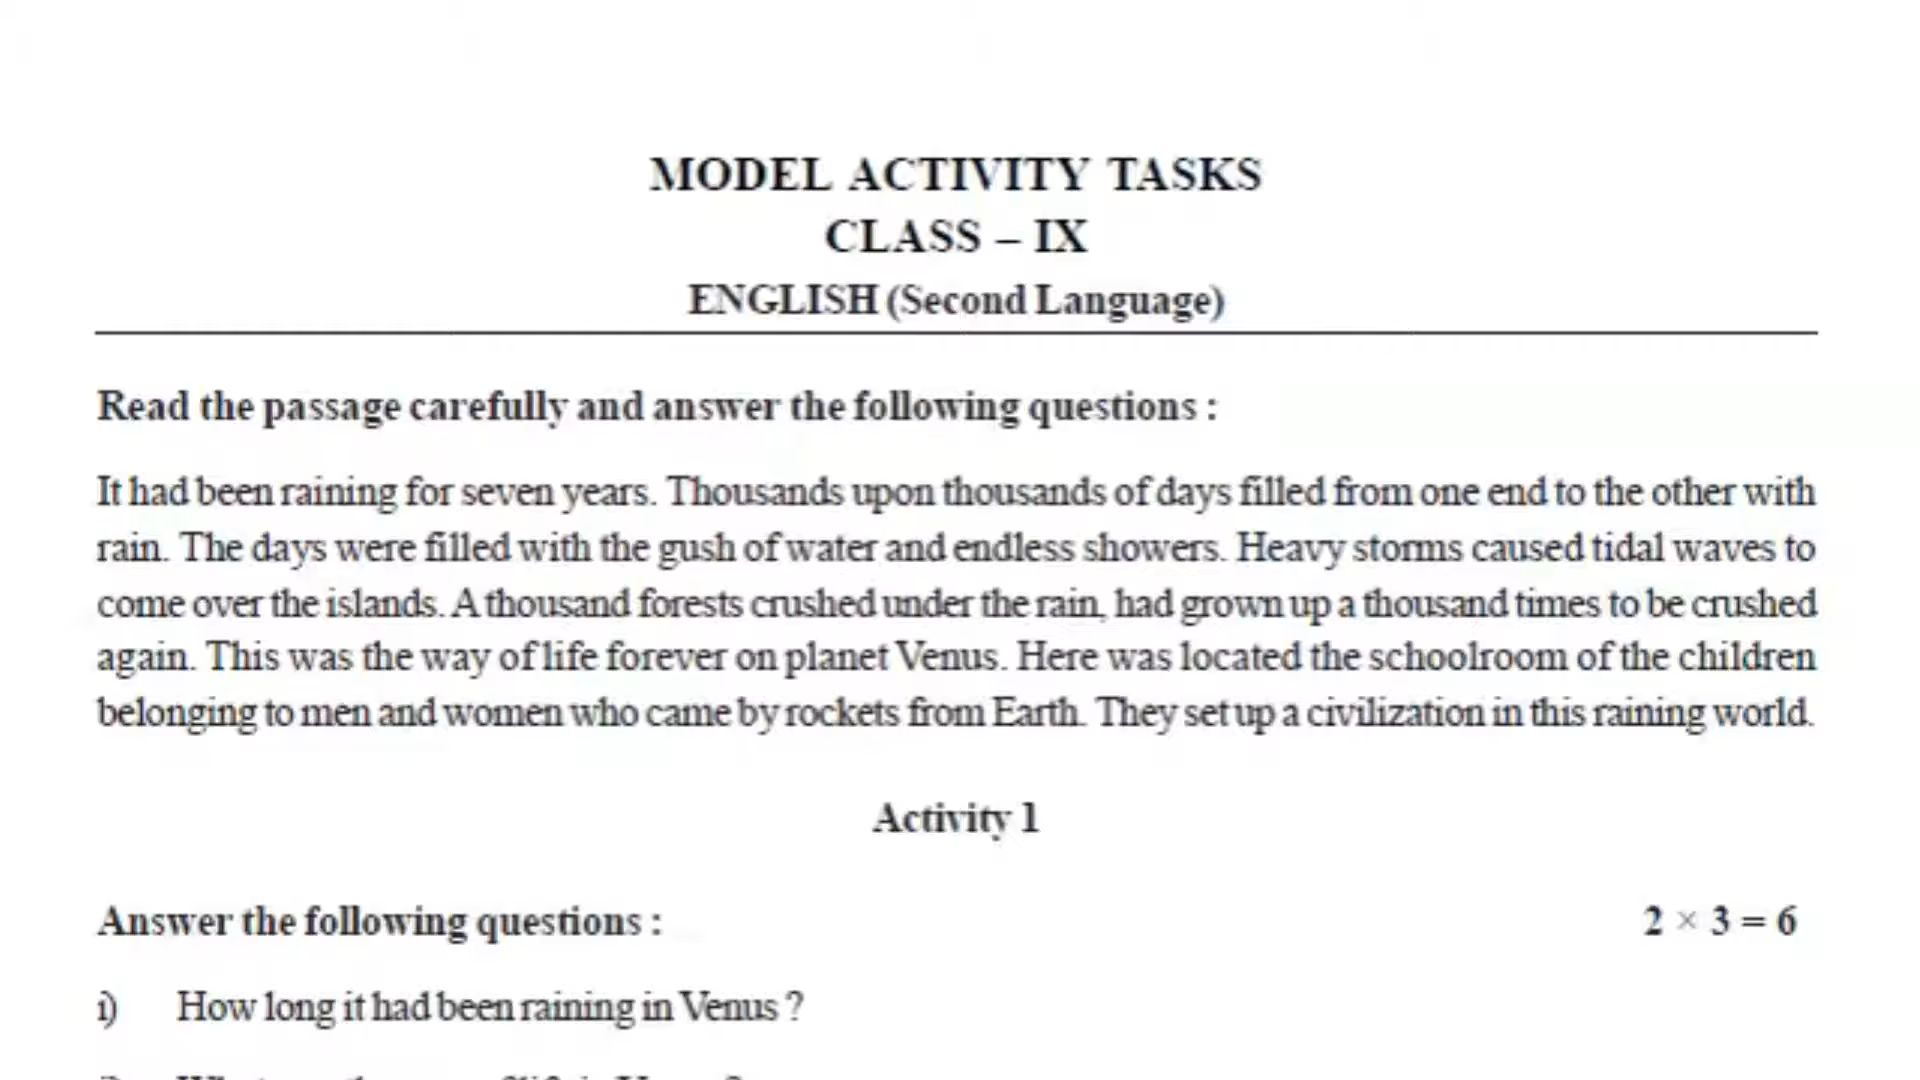 MODEL ACTIVITY TASKS
CLASS – IX
ENGLISH (Second Language)
Read the passage carefully and answer the following questions :
It had been raining for seven years. Thousands upon thousands of days filled from one end to the other with
rain. The days were filled with the gush of water and endless showers. Heavy storms caused tidal waves to
come over the islands. A thousand forests crushed under the rain, had grown up a thousand times to be crushed
again. This was the way of life forever on planet Venus. Here was located the schoolroom of the children
belonging to men and women who came by rockets from Earth. They set up a civilization in this raining world.
Activity 1
Answer the following questions : 2 × 3 = 6
i) How long it had been raining in Venus ?